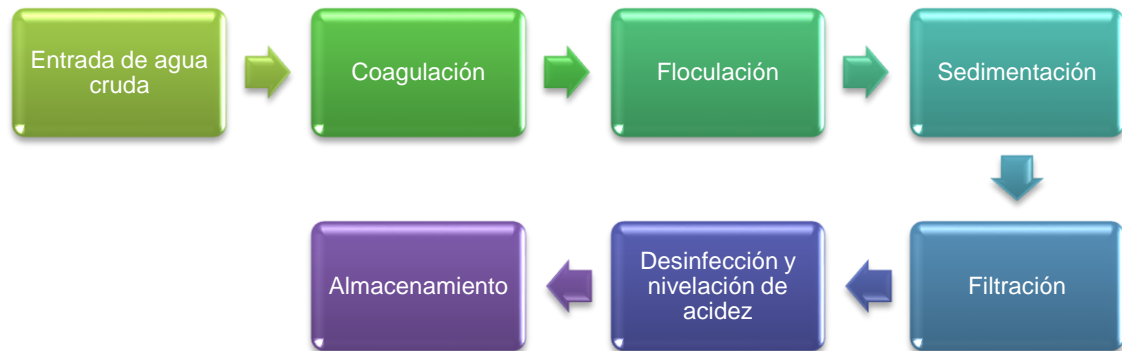 Entrada de agua
cruda
Coagulación
Floculación
Sedimentación
Filtración
Desinfección y
nivelación de
acidez
Almacenamiento